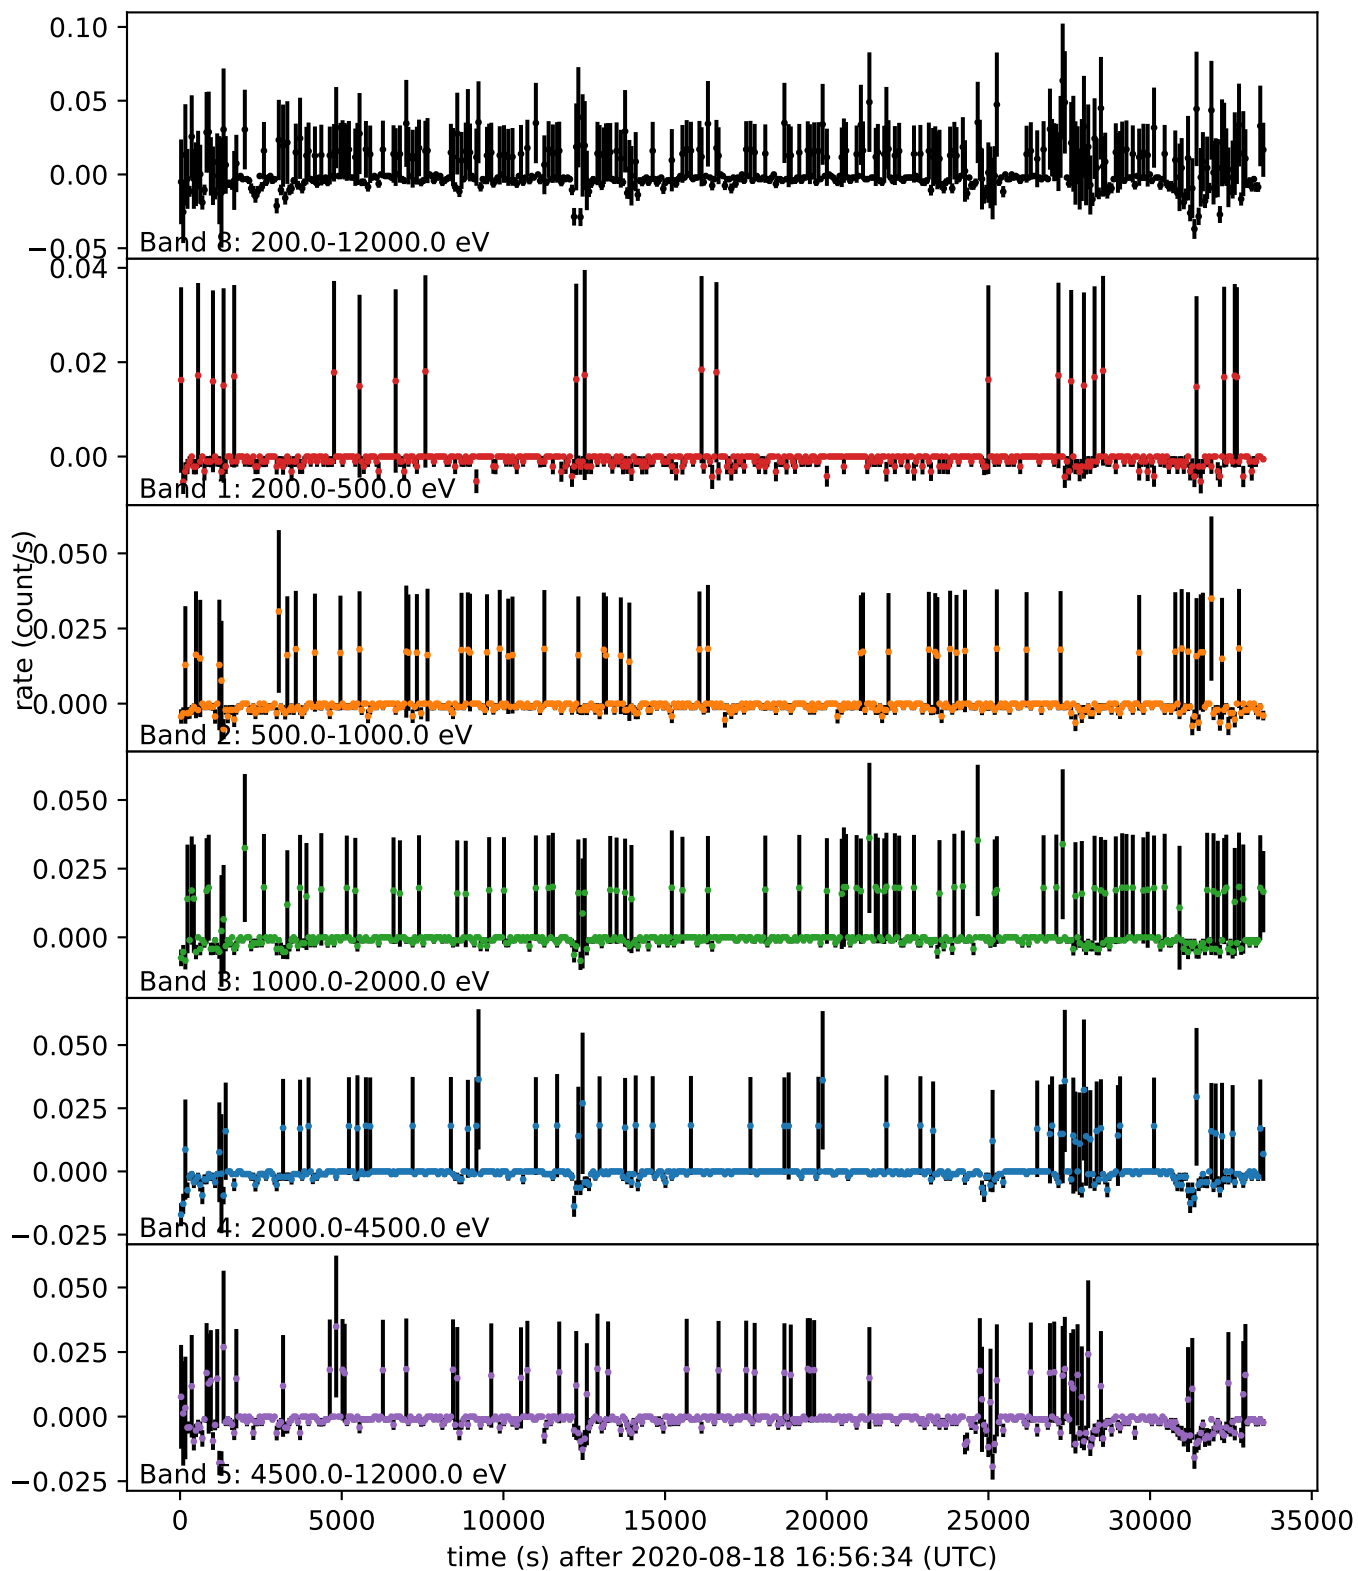 0.10
0.05
0.00
−0.05
Band 8: 200.0-12000.0 eV
0.04
0.02
0.00
Band 1: 200.0-500.0 eV
rate (count/s)
0.050
0.025
0.000
Band 2: 500.0-1000.0 eV
0.050
0.025
0.000
Band 3: 1000.0-2000.0 eV
0.050
0.025
0.000
−0.025
Band 4: 2000.0-4500.0 eV
0.050
0.025
0.000
−0.025
Band 5: 4500.0-12000.0 eV
0 5000 10000 15000 20000 25000 30000 35000
time (s) after 2020-08-18 16:56:34 (UTC)